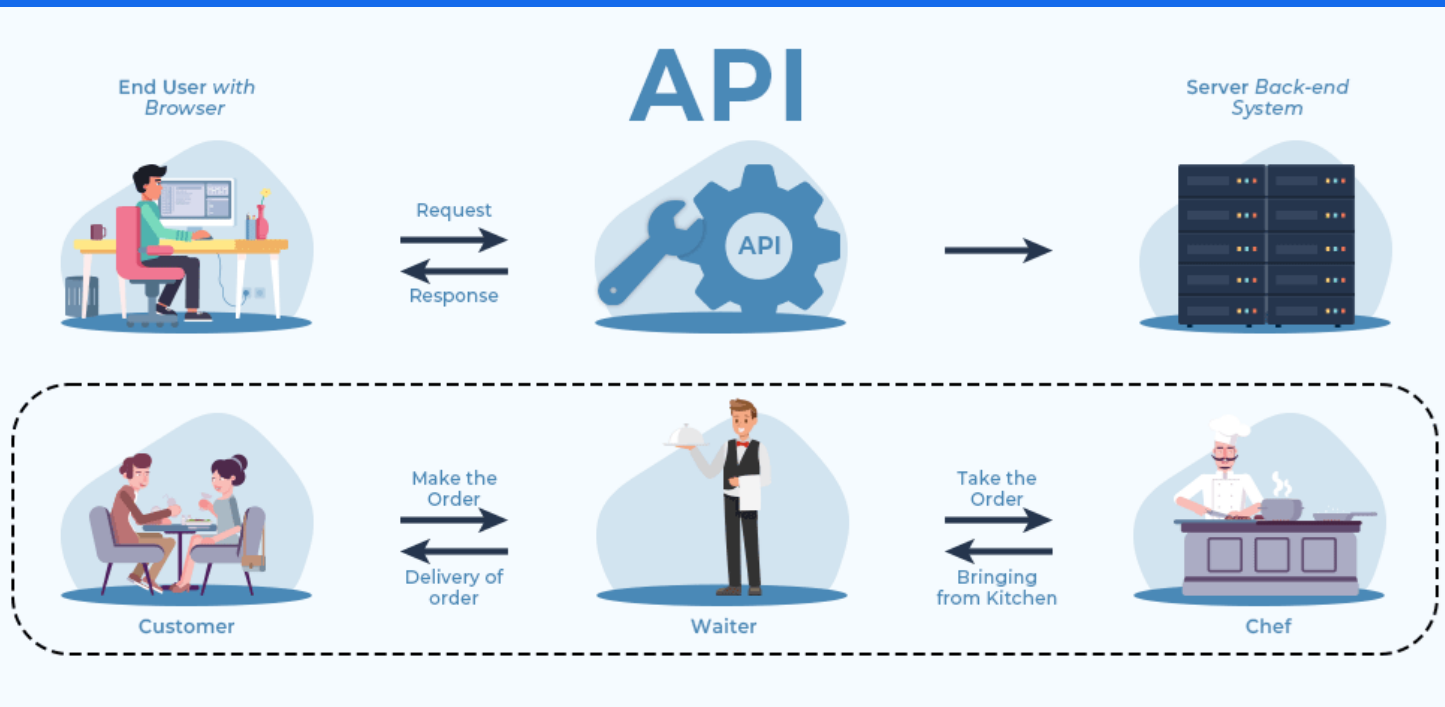 API
End User with
Browser
Server Back-end
System
Request
Response
API
Make the
Order
Delivery of
order
Take the
Order
Bringing
from Kitchen
Customer
Waiter
Chef